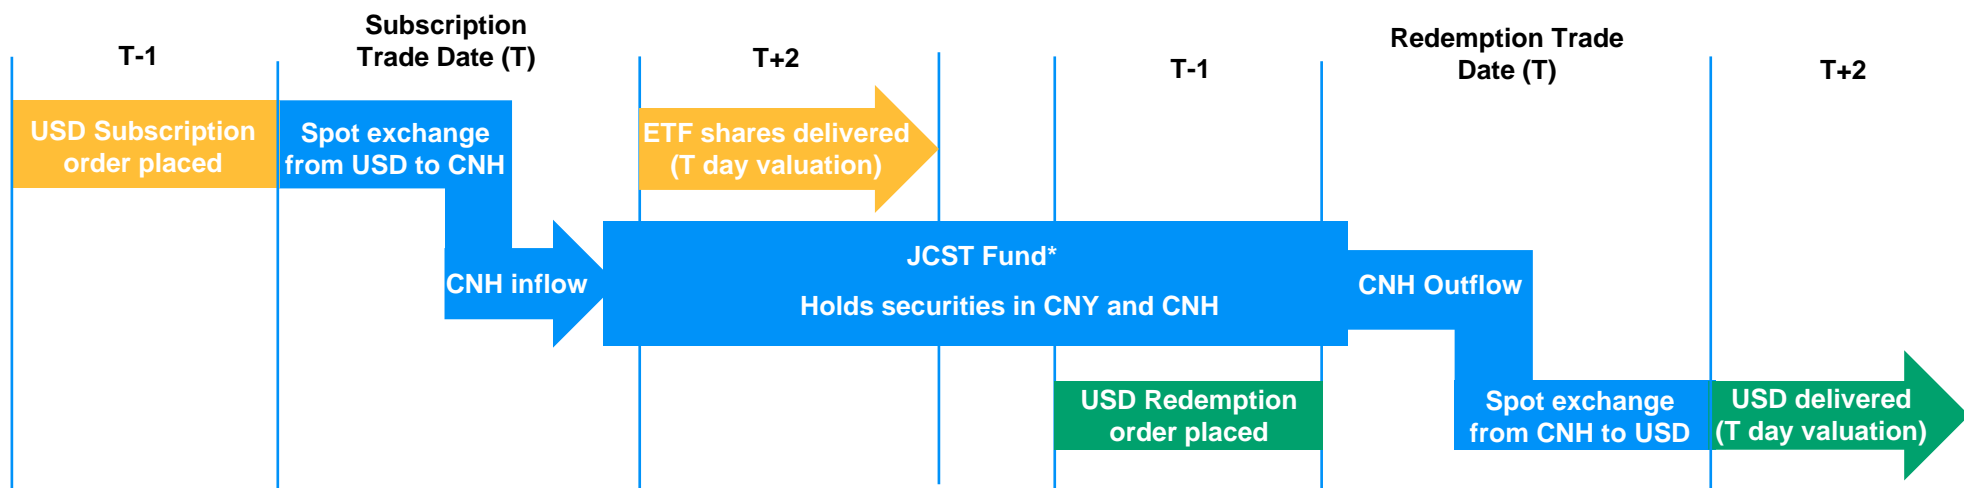 T-1
Subscription
Trade Date (T)
T+2
T-1
Redemption Trade
Date (T)
T+2
USD Subscription
order placed
Spot exchange
from USD to CNH
ETF shares delivered
(T day valuation)
CNH inflow
JCST Fund*
Holds securities in CNY and CNH
CNH Outflow
USD Redemption
order placed
Spot exchange
from CNH to USD
USD delivered
(T day valuation)